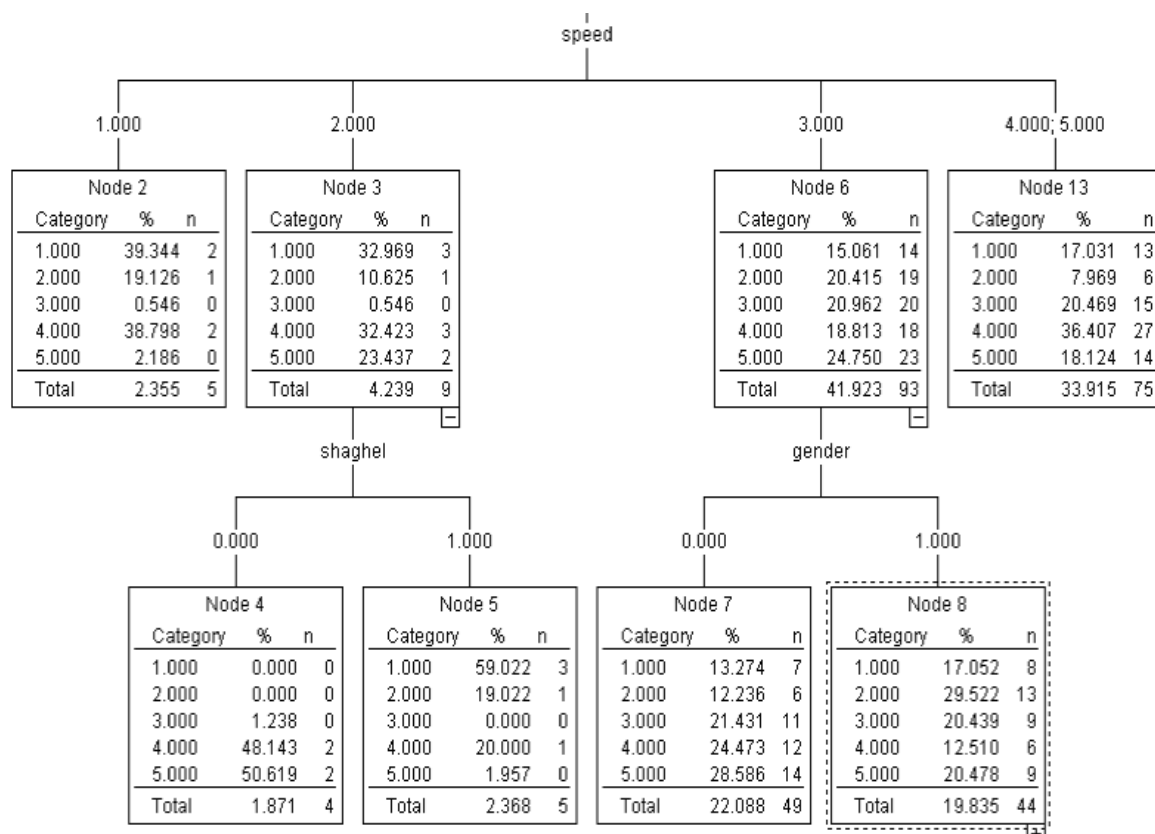 speed
1.000
2.000
3.000
4.000; 5.000
Node 2
Category % n
1.000 39.344 2
2.000 19.126 1
3.000 0.546 0
4.000 38.798 2
5.000 2.186 0
Total 2.355 5
Node 3
Category % n
1.000 32.969 3
2.000 10.625 1
3.000 0.546 0
4.000 32.423 3
5.000 23.437 2
Total 4.239 9
Node 6
Category % n
1.000 15.061 14
2.000 20.415 19
3.000 20.962 20
4.000 18.813 18
5.000 24.750 23
Total 41.923 93
Node 13
Category % n
1.000 17.031 13
2.000 7.969 6
3.000 20.469 15
4.000 36.407 27
5.000 18.124 14
Total 33.915 75
shaghel
0.000
1.000
gender
0.000
1.000
Node 4
Category % n
1.000 0.000 0
2.000 0.000 0
3.000 1.238 0
4.000 48.143 2
5.000 50.619 2
Total 1.871 4
Node 5
Category % n
1.000 59.022 3
2.000 19.022 1
3.000 0.000 0
4.000 20.000 1
5.000 1.957 0
Total 2.368 5
Node 7
Category % n
1.000 13.274 7
2.000 12.236 6
3.000 21.431 11
4.000 24.473 12
5.000 28.586 14
Total 22.088 49
Node 8
Category % n
1.000 17.052 8
2.000 29.522 13
3.000 20.439 9
4.000 12.510 6
5.000 20.478 9
Total 19.835 44